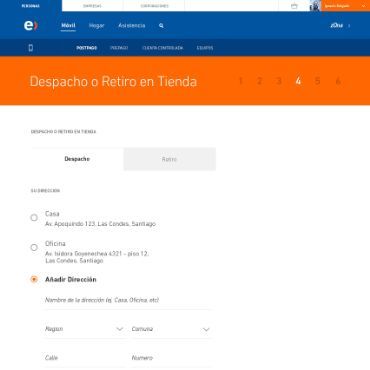 PERSONAS
EMPRESAS
CORPORACIONES
Ignacio Salgado
Móvil
Hogar
Asistencia
zOne
POSTPAGO
PREPAGO
CUENTA CONTROLADA
EQUIPOS
Despacho o Retiro en Tienda
1 2 3 4 5 6
DESPACHO O RETIRO EN TIENDA
Despacho
Retiro
SU DIRECCIÓN
Casa
Av. Apoquindo 123, Las Condes, Santiago
Oficina
Av. Isidora Goyenechea 4321 - piso 12,
Las Condes, Santiago
Añadir Dirección
Nombre de la dirección (ej, Casa, Oficina, etc)
Region
Comuna
Calle
Numero